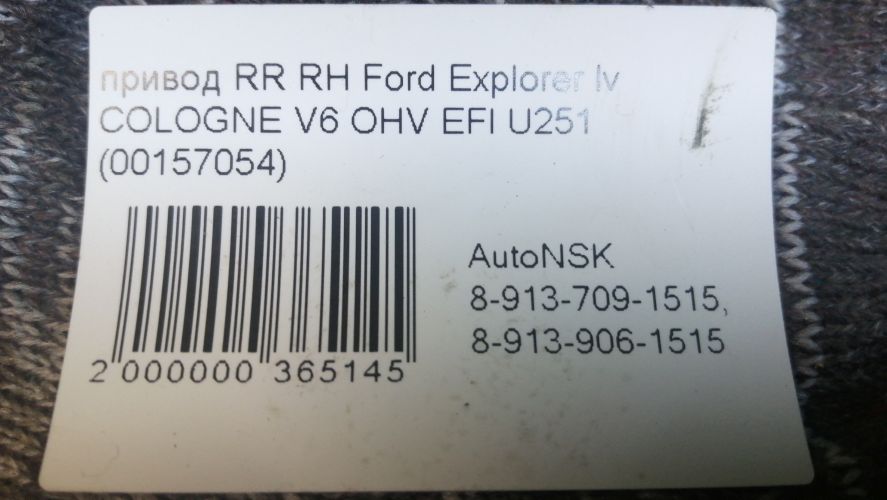 привод RR RH Ford Explorer Iv
COLOGNE V6 OHV EFI U251
(00157054)
AutoNSK
8-913-709-1515,
8-913-906-1515
2 000000 365145